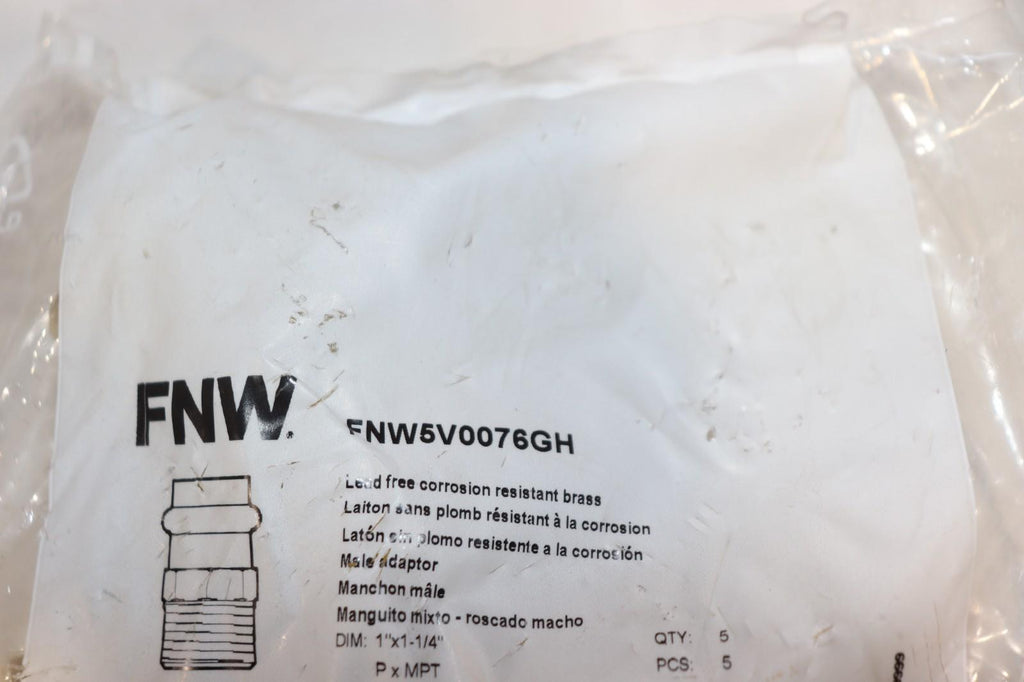 FNW.
FNW5V0076GH
Lead free corrosion resistant brass
Laiton sans plomb résistant à la corrosion
Latón sin plomo resistente a la corrosión
Male adaptor
Manchon mâle
Manguito mixto - roscado macho
DIM: 1"x1-1/4" QTY: 5
P x MPT PCS: 5